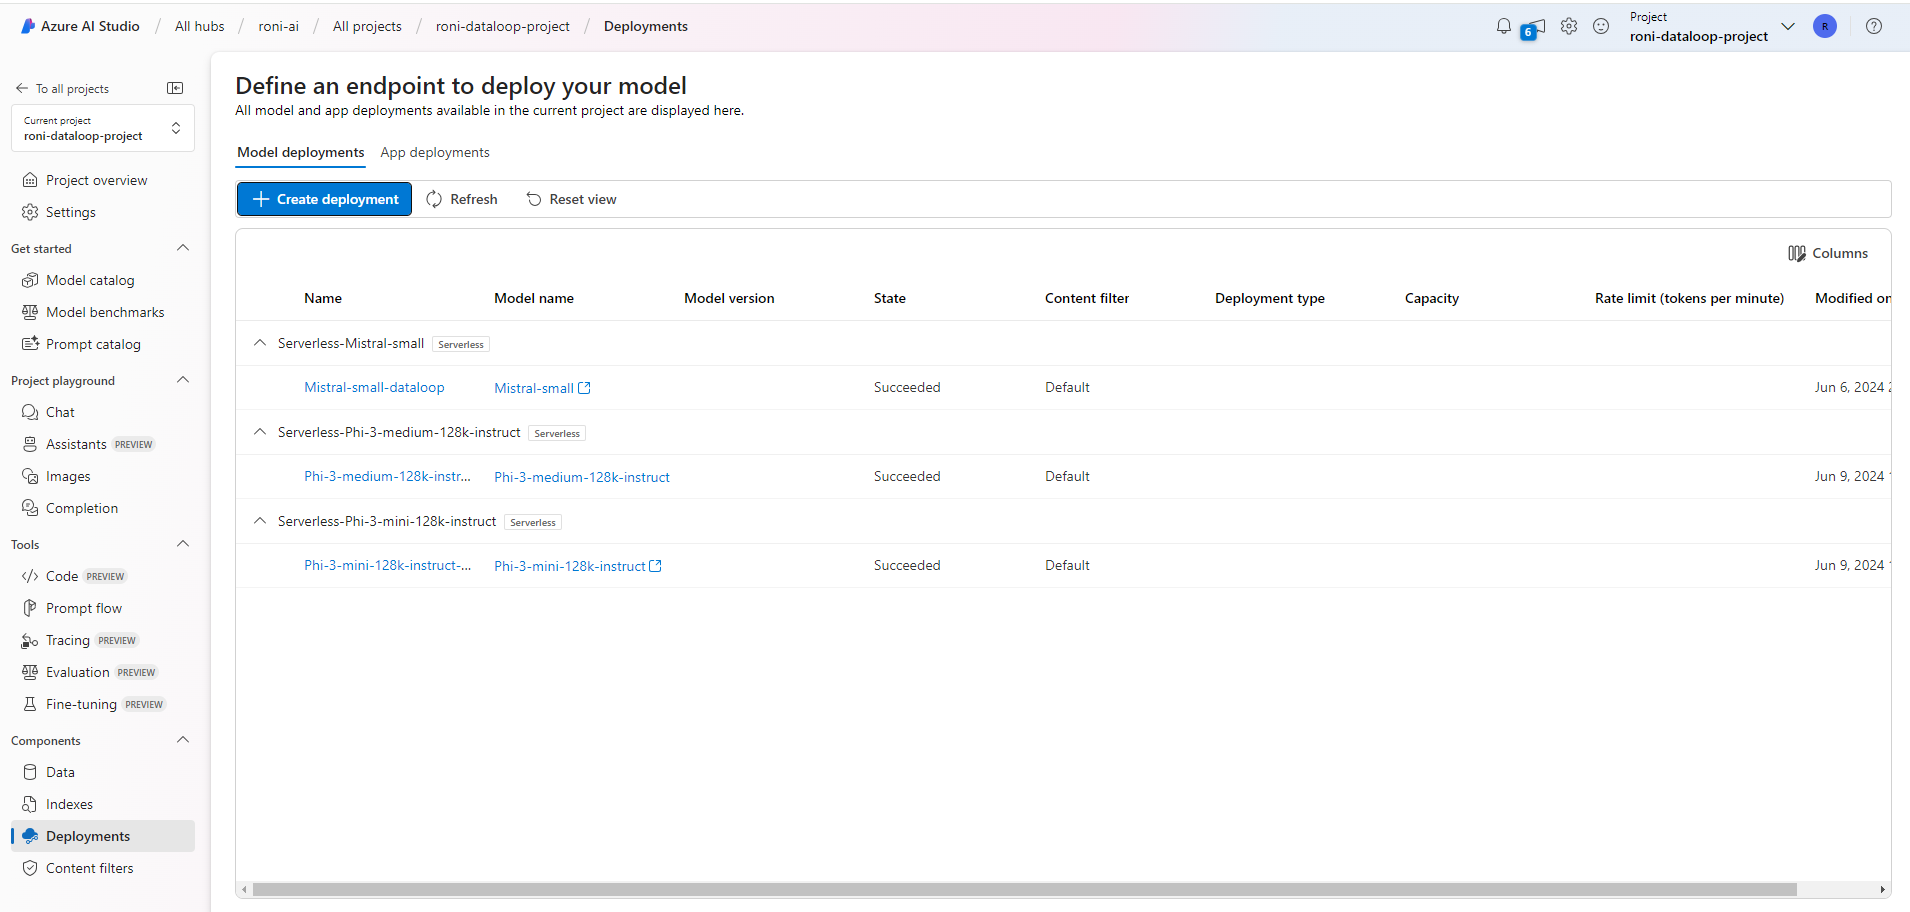 Azure AI Studio / All hubs / roni-ai / All projects / roni-dataloop-project / Deployments
6
Project
roni-dataloop-project
R
To all projects
Current project
roni-dataloop-project
Project overview
Settings
Get started
Model catalog
Model benchmarks
Prompt catalog
Project playground
Chat
Assistants PREVIEW
Images
Completion
Tools
Code PREVIEW
Prompt flow
Tracing PREVIEW
Evaluation PREVIEW
Fine-tuning PREVIEW
Components
Data
Indexes
Deployments
Content filters
Define an endpoint to deploy your model
All model and app deployments available in the current project are displayed here.
Model deployments App deployments
Create deployment Refresh Reset view
Columns
Name Model name Model version State Content filter Deployment type Capacity Rate limit (tokens per minute) Modified on
Serverless-Mistral-small Serverless
Mistral-small-dataloop Mistral-small Succeeded Default Jun 6, 2024
Serverless-Phi-3-medium-128k-instruct Serverless
Phi-3-medium-128k-instr... Phi-3-medium-128k-instruct Succeeded Default Jun 9, 2024
Serverless-Phi-3-mini-128k-instruct Serverless
Phi-3-mini-128k-instruct-... Phi-3-mini-128k-instruct Succeeded Default Jun 9, 2024